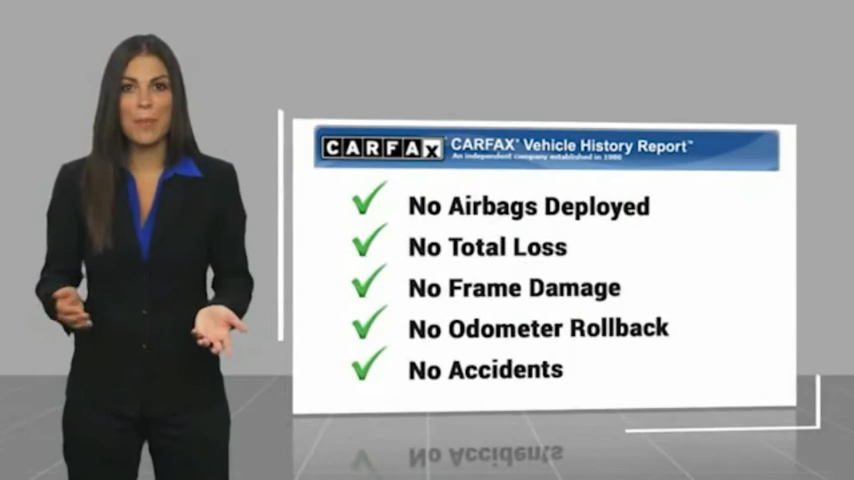 CARFAX CARFAX® Vehicle History Report™
An independent company established in 1986
No Airbags Deployed
No Total Loss
No Frame Damage
No Odometer Rollback
No Accidents
No Accidents